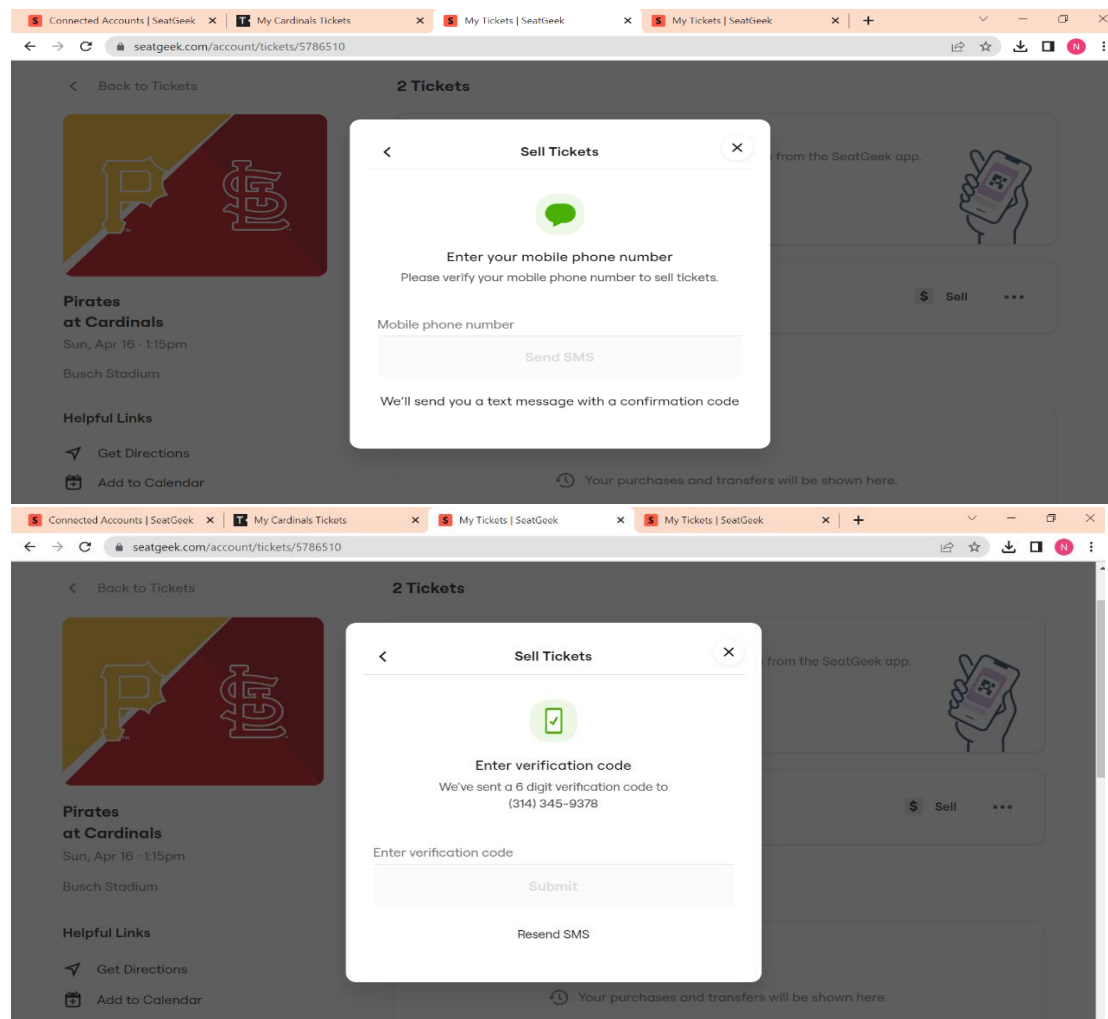 Connected Accounts | SeatGeek
My Cardinals Tickets
My Tickets | SeatGeek
My Tickets | SeatGeek
seatgeek.com/account/tickets/5786510
N
Back to Tickets
2 Tickets
Sell Tickets
from the SeatGeek app.
Enter your mobile phone number
Please verify your mobile phone number to sell tickets.
Pirates
at Cardinals
$ Sell
Sun, Apr 16 · 1:15pm
Mobile phone number
Send SMS
Busch Stadium
We'll send you a text message with a confirmation code
Helpful Links
Get Directions
Add to Calendar
Your purchases and transfers will be shown here.
Connected Accounts | SeatGeek
My Cardinals Tickets
My Tickets | SeatGeek
My Tickets | SeatGeek
seatgeek.com/account/tickets/5786510
N
Back to Tickets
2 Tickets
Sell Tickets
from the SeatGeek app.
Enter verification code
We've sent a 6 digit verification code to
(314) 345-9378
Pirates
at Cardinals
$ Sell
Sun, Apr 16 · 1:15pm
Enter verification code
Submit
Busch Stadium
Resend SMS
Helpful Links
Get Directions
Add to Calendar
Your purchases and transfers will be shown here.